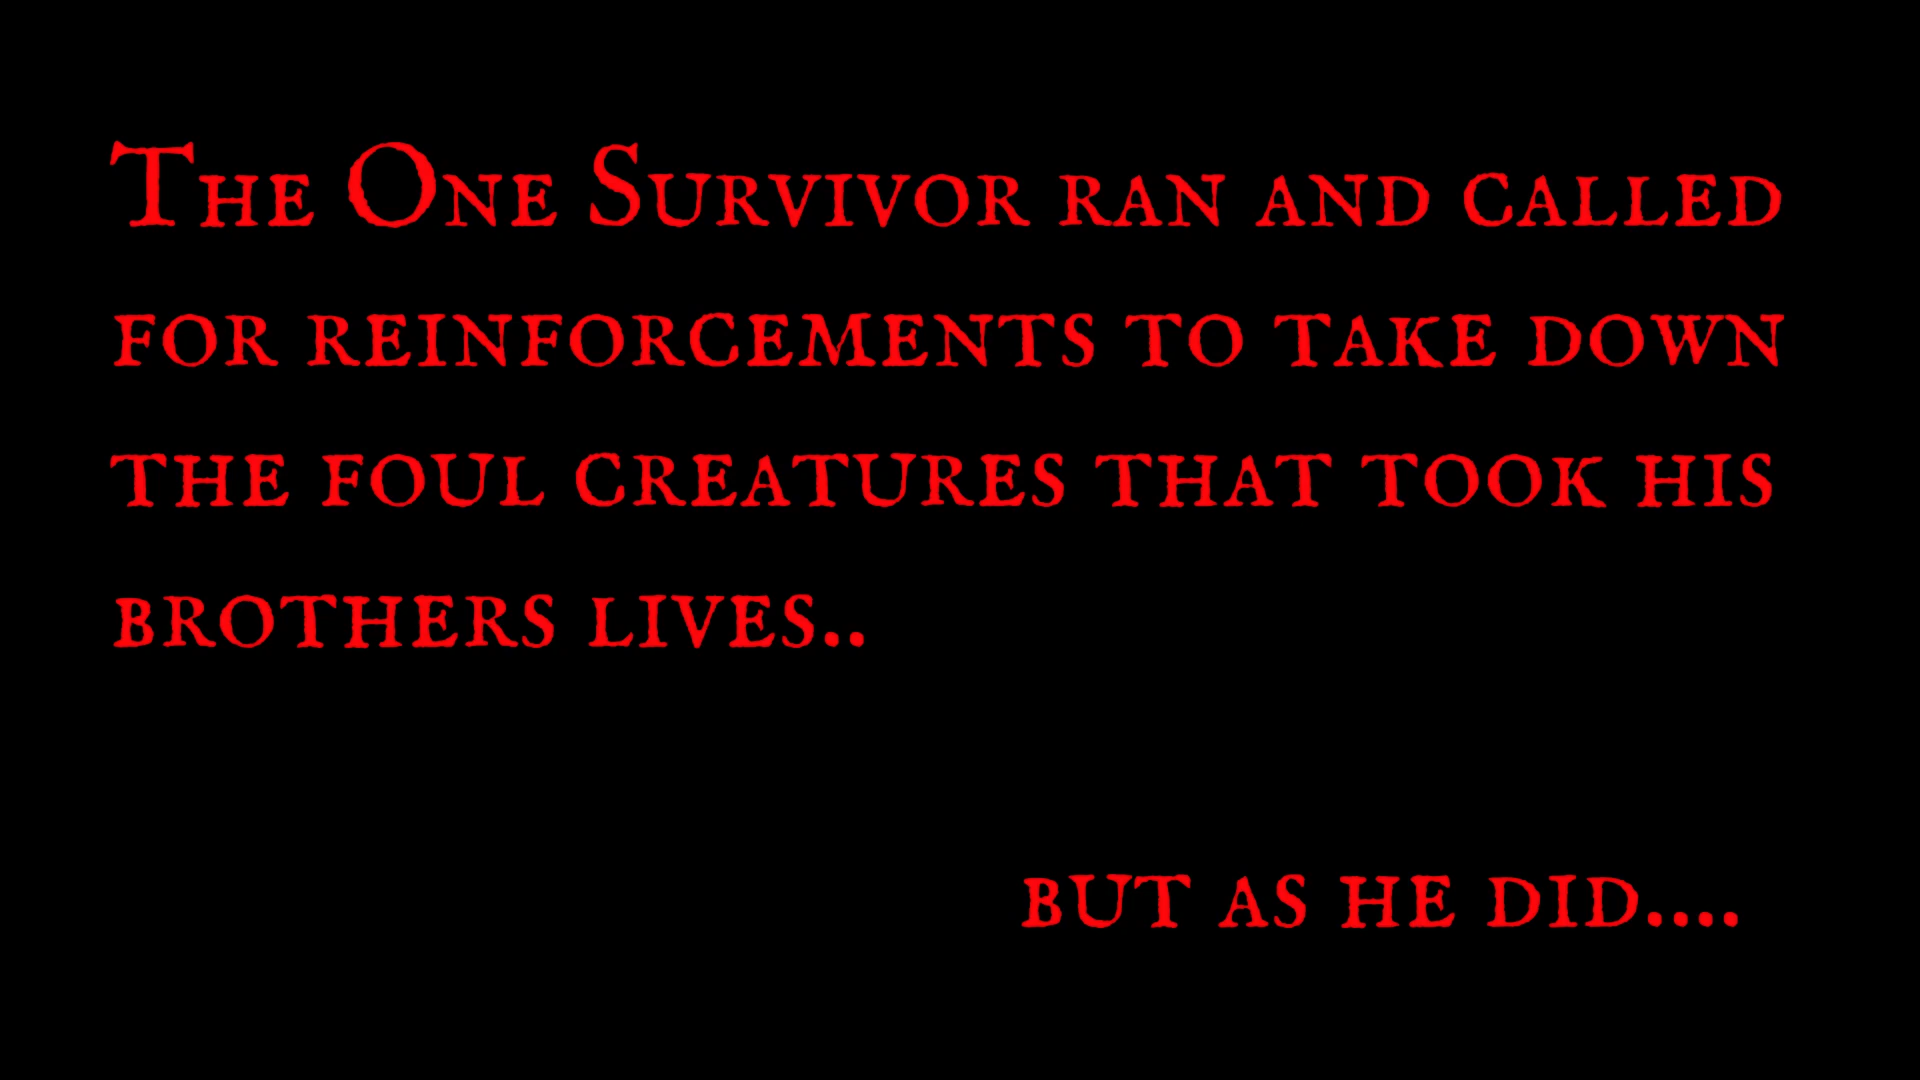 The One Survivor ran and called
for reinforcements to take down
the foul creatures that took his
brothers lives..
but as he did....